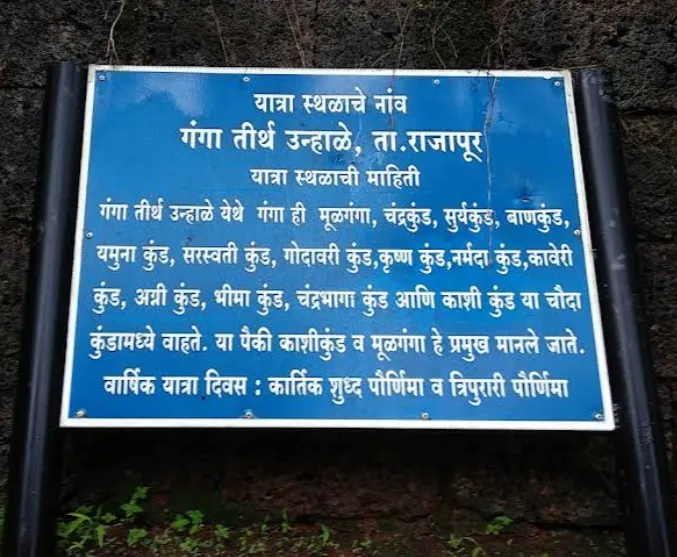 यात्रा स्थळाचे नांव
गंगा तीर्थ उन्हाळे, ता.राजापूर
यात्रा स्थळाची माहिती
गंगा तीर्थ उन्हाळे येथे गंगा ही मूळगंगा, चंद्रकुंड, सुर्यकुंड, बाणकुंड,
यमुना कुंड, सरस्वती कुंड, गोदावरी कुंड,कृष्ण कुंड,नर्मदा कुंड,कावेरी
कुंड, अग्नी कुंड, भीमा कुंड, चंद्रभागा कुंड आणि काशी कुंड या चौदा
कुंडामध्ये वाहते. या पैकी काशीकुंड व मूळगंगा हे प्रमुख मानले जाते.
वार्षिक यात्रा दिवस : कार्तिक शुध्द पौर्णिमा व त्रिपुरारी पौर्णिमा